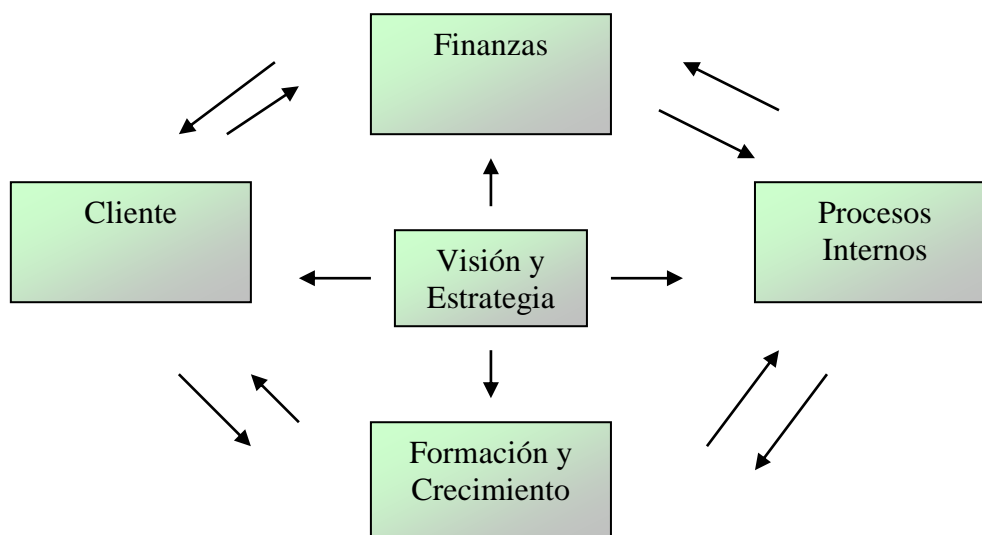 Finanzas
Cliente
Procesos
Internos
Visión y
Estrategia
Formación y
Crecimiento